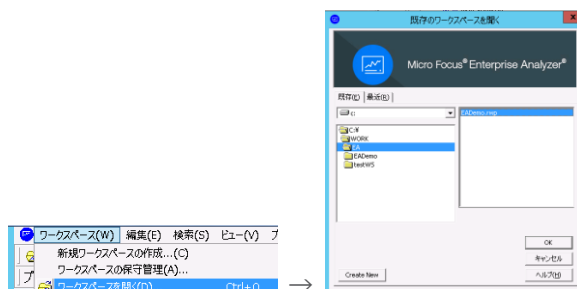 既存のワークスペースを開く
x
Micro Focus® Enterprise Analyzer®
既存(E) 最近(R)
c:
EADemo.rwp
C:¥
WORK
EA
EADemo
testWS
OK
キャンセル
Create New
ヘルプ(H)
ワークスペース(W) 編集(E) 検索(S) ビュー(V) プ
新規ワークスペースの作成...(C)
ワークスペースの保守管理(A)...
プ
ワークスペースを開く(O) Ctrl+O
→